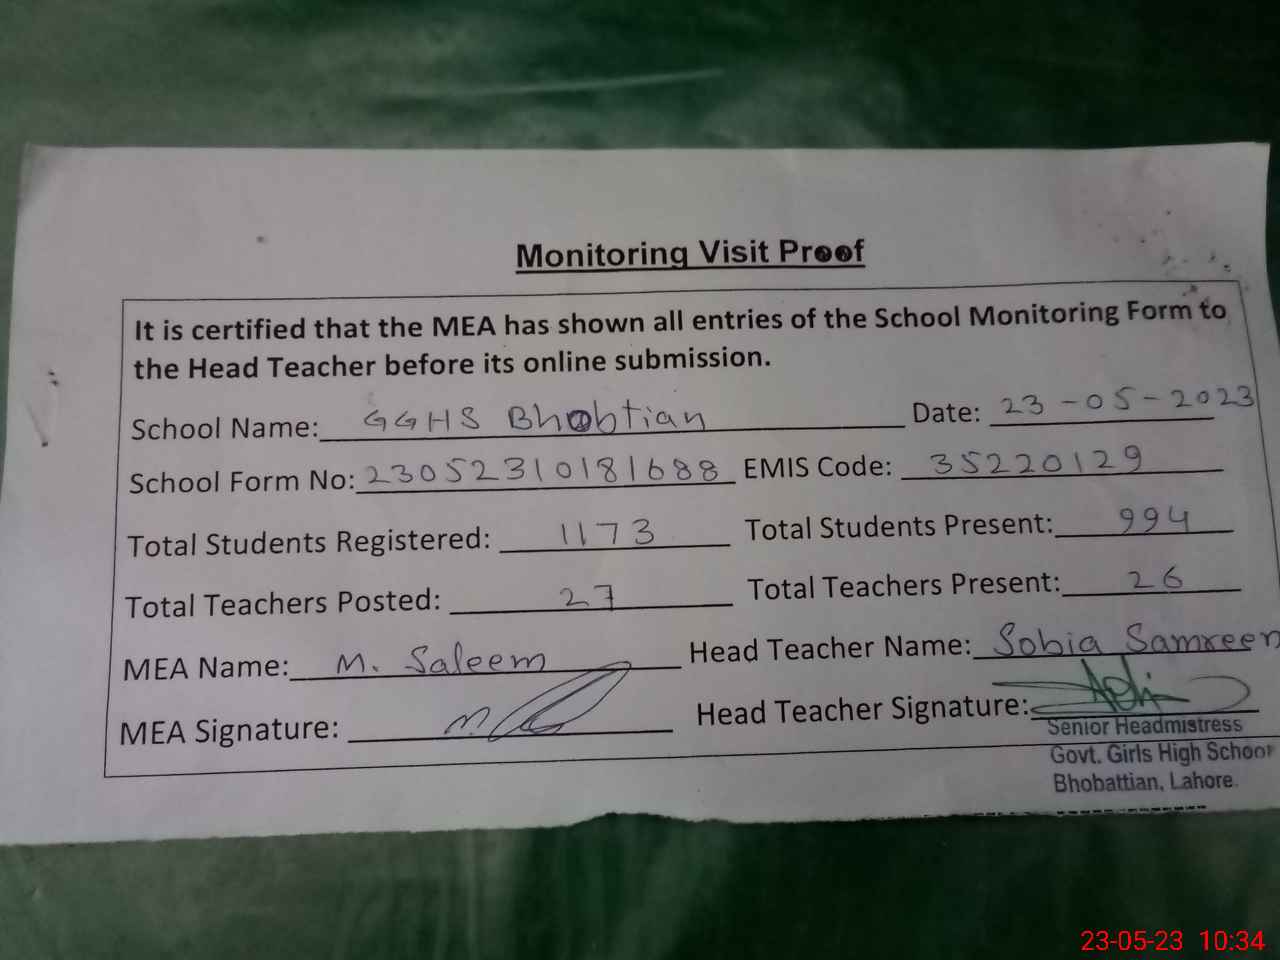 Monitoring Visit Proof
It is certified that the MEA has shown all entries of the School Monitoring Form to
the Head Teacher before its online submission.
School Name: GGHS Bhobtian Date: 23-05-2023
School Form No: 23052310181688 EMIS Code: 35220129
Total Students Registered: 1173 Total Students Present: 994
Total Teachers Posted: 27 Total Teachers Present: 26
MEA Name: M. Saleem Head Teacher Name: Sobia Samreen
MEA Signature: Head Teacher Signature:
Senior Headmistress
Govt. Girls High School
Bhobattian, Lahore.
23-05-23 10:34